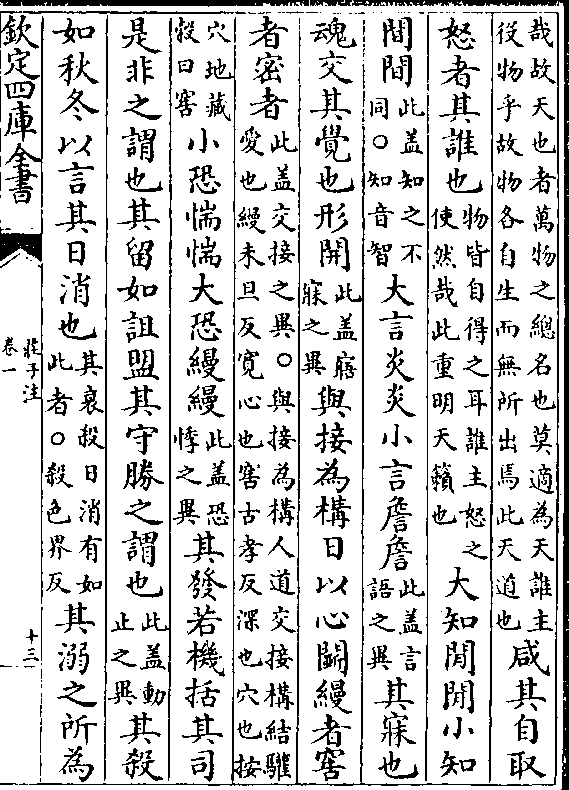 哉故天也者萬物之總名也莫適為天誰主
役物乎故物各自生而無所出焉此天道也
咸其自取
怒者其誰也
物皆自得之耳誰主怒之
使然哉此重明天籟也
大知閒閒小知
閒閒
此蓋知之不
同○知音智
大言炎炎小言詹詹
此蓋言
語之異
其寐也
魂交其覺也形開
此蓋寤
寐之異
與接為構日以心鬭縵者窖
者密者
此蓋交接之異○與接為構人道交接構結驩
愛也縵未旦反寛心也窖古孝反深也穴也按
穴地藏
穀曰窖
小恐惴惴大恐縵縵
此蓋恐
悸之異
其發若機括其司
是非之謂也其留如詛盟其守勝之謂也
此蓋動
止之異
其殺
如秋冬以言其日消也
其衰殺日消有如
此者○殺色界反
其溺之所為
欽定四庫全書
莊子注
卷一
十三